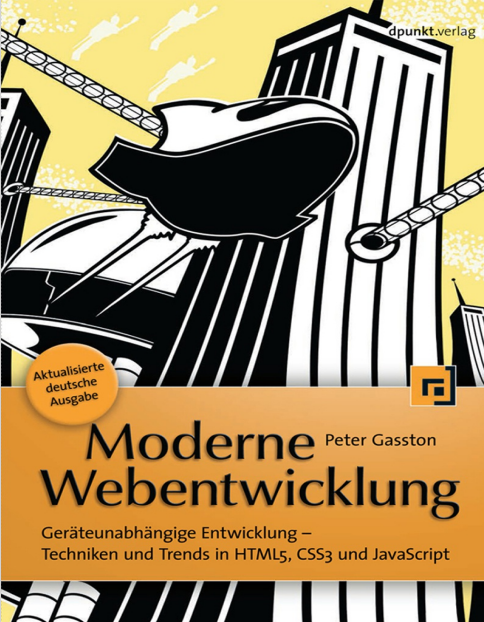 dpunkt.verlag
Aktualisierte
deutsche
Ausgabe
Moderne
Peter Gasston
Webentwicklung
Geräteunabhängige Entwicklung –
Techniken und Trends in HTML5, CSS3 und JavaScript